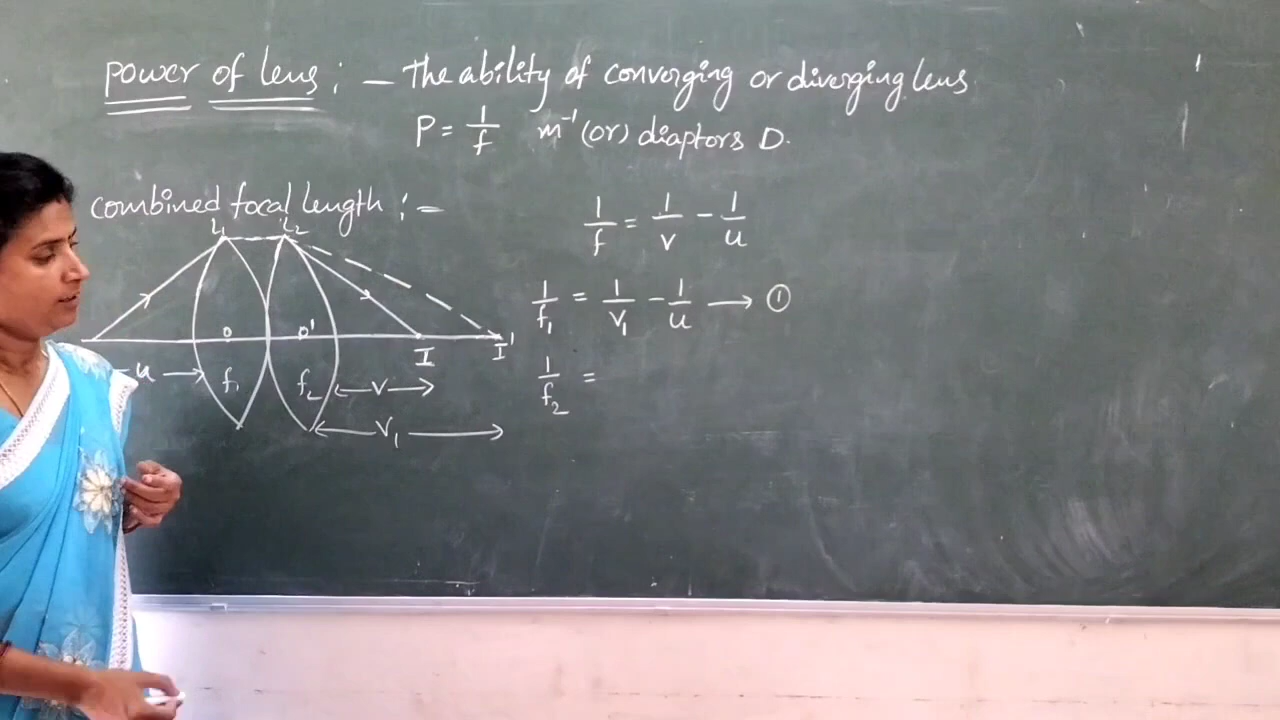 power of lens : – The ability of converging or diverging lens
P = 1/f m⁻¹ (or) diaptors D.
combined focal length : –
L₁ L₂
O O'
I I'
u
f₁ f₂
v
v₁
1/f = 1/v – 1/u
1/f₁ = 1/v₁ – 1/u → ①
1/f₂ =